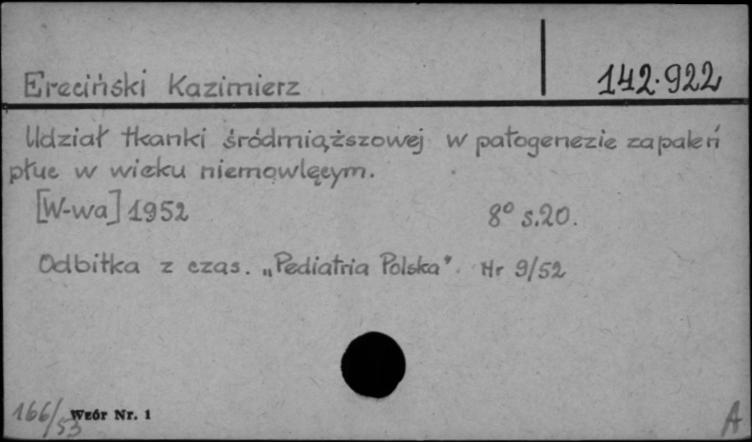 Ereciński Kazimierz 142.922
Udział tkanki śródmiąższowej w patogenezie zapaleń
płuc w wieku niemowlęcym.
[W-wa] 1952 8° s.20.
Odbitka z czas. „Pediatria Polska". Nr 9/52
166/53 Wzór Nr. 1 A